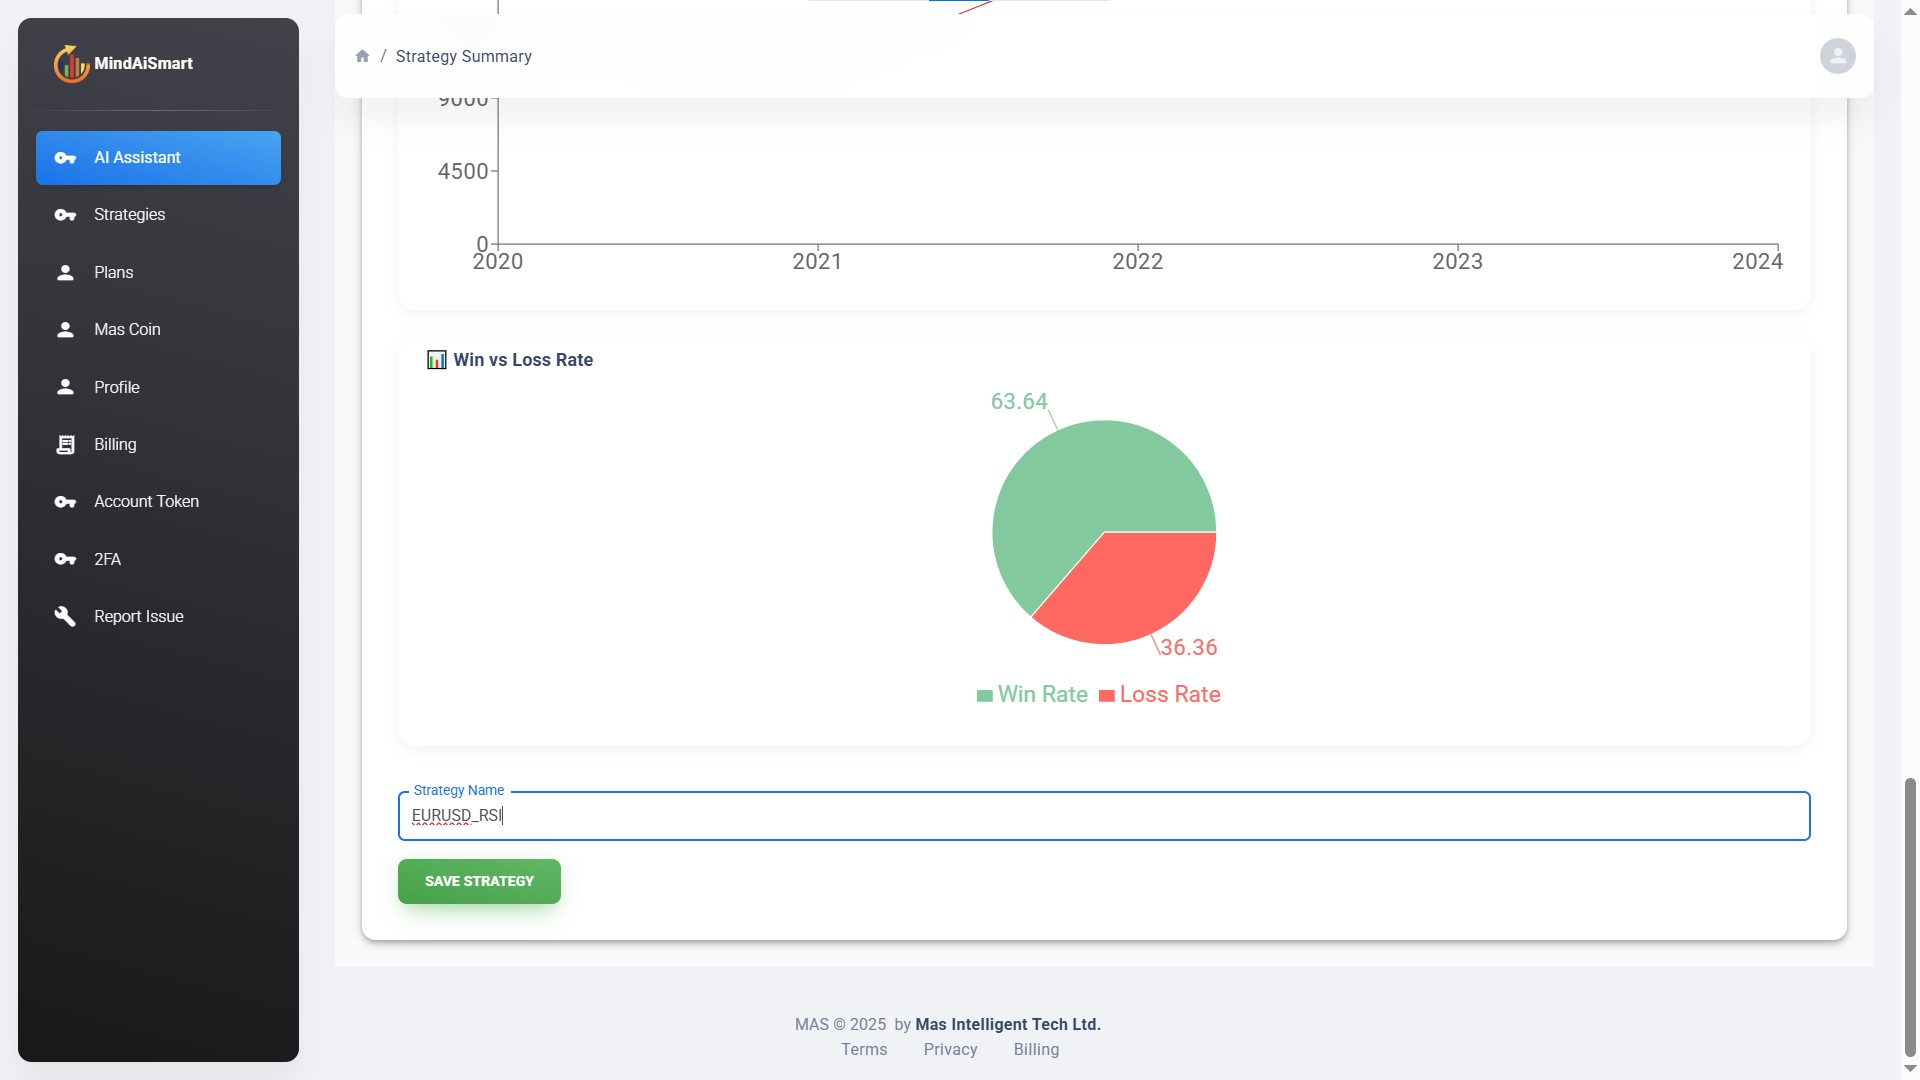 MindAiSmart
AI Assistant
Strategies
Plans
Mas Coin
Profile
Billing
Account Token
2FA
Report Issue
/ Strategy Summary
9000
4500
0
2020 2021 2022 2023 2024
Win vs Loss Rate
63.64
36.36
Win Rate Loss Rate
Strategy Name
EURUSD_RSI
SAVE STRATEGY
MAS © 2025 by Mas Intelligent Tech Ltd.
Terms Privacy Billing